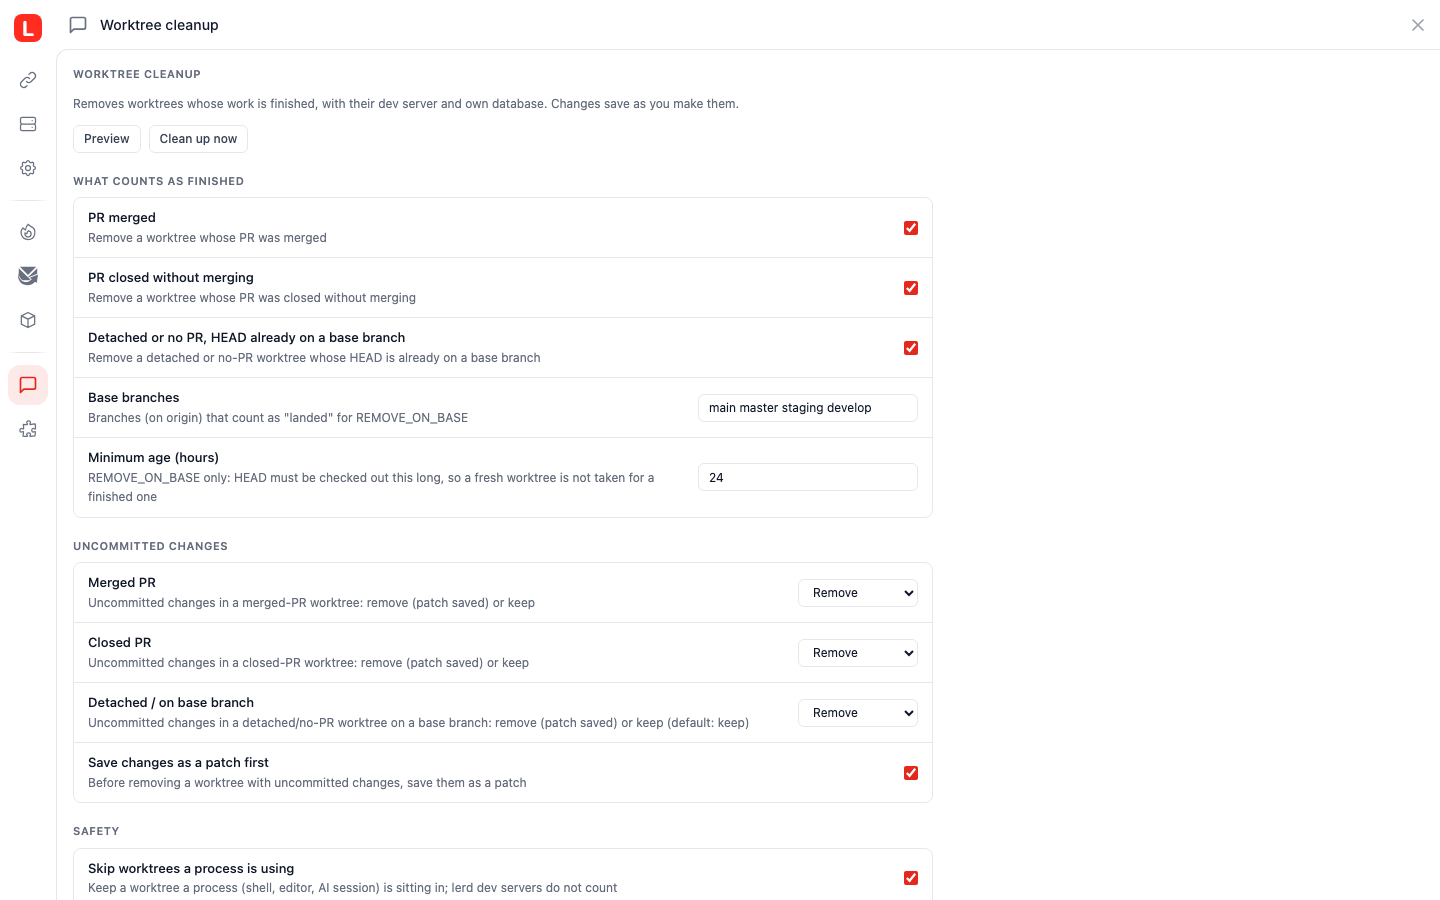 L
Worktree cleanup
WORKTREE CLEANUP
Removes worktrees whose work is finished, with their dev server and own database. Changes save as you make them.
Preview
Clean up now
WHAT COUNTS AS FINISHED
PR merged
Remove a worktree whose PR was merged
PR closed without merging
Remove a worktree whose PR was closed without merging
Detached or no PR, HEAD already on a base branch
Remove a detached or no-PR worktree whose HEAD is already on a base branch
Base branches
Branches (on origin) that count as "landed" for REMOVE_ON_BASE
main master staging develop
Minimum age (hours)
REMOVE_ON_BASE only: HEAD must be checked out this long, so a fresh worktree is not taken for a
finished one
24
UNCOMMITTED CHANGES
Merged PR
Uncommitted changes in a merged-PR worktree: remove (patch saved) or keep
Remove
Closed PR
Uncommitted changes in a closed-PR worktree: remove (patch saved) or keep
Remove
Detached / on base branch
Uncommitted changes in a detached/no-PR worktree on a base branch: remove (patch saved) or keep (default: keep)
Remove
Save changes as a patch first
Before removing a worktree with uncommitted changes, save them as a patch
SAFETY
Skip worktrees a process is using
Keep a worktree a process (shell, editor, AI session) is sitting in; lerd dev servers do not count